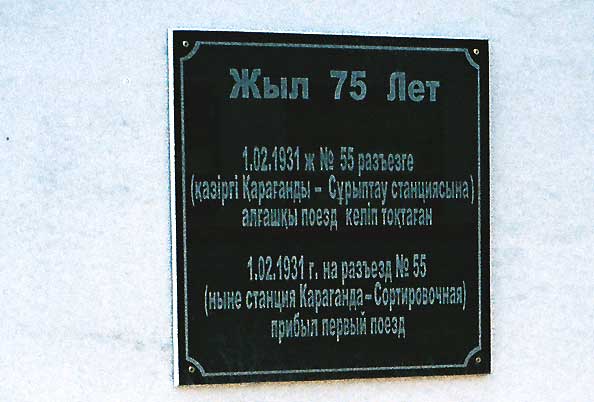 Жыл 75 Лет
1.02.1931 ж № 55 разъезге
(қазіргі Қарағанды – Сұрыптау станциясына)
алғашқы поезд келіп тоқтаған
1.02.1931 г. на разъезд № 55
(ныне станция Караганда–Сортировочная)
прибыл первый поезд